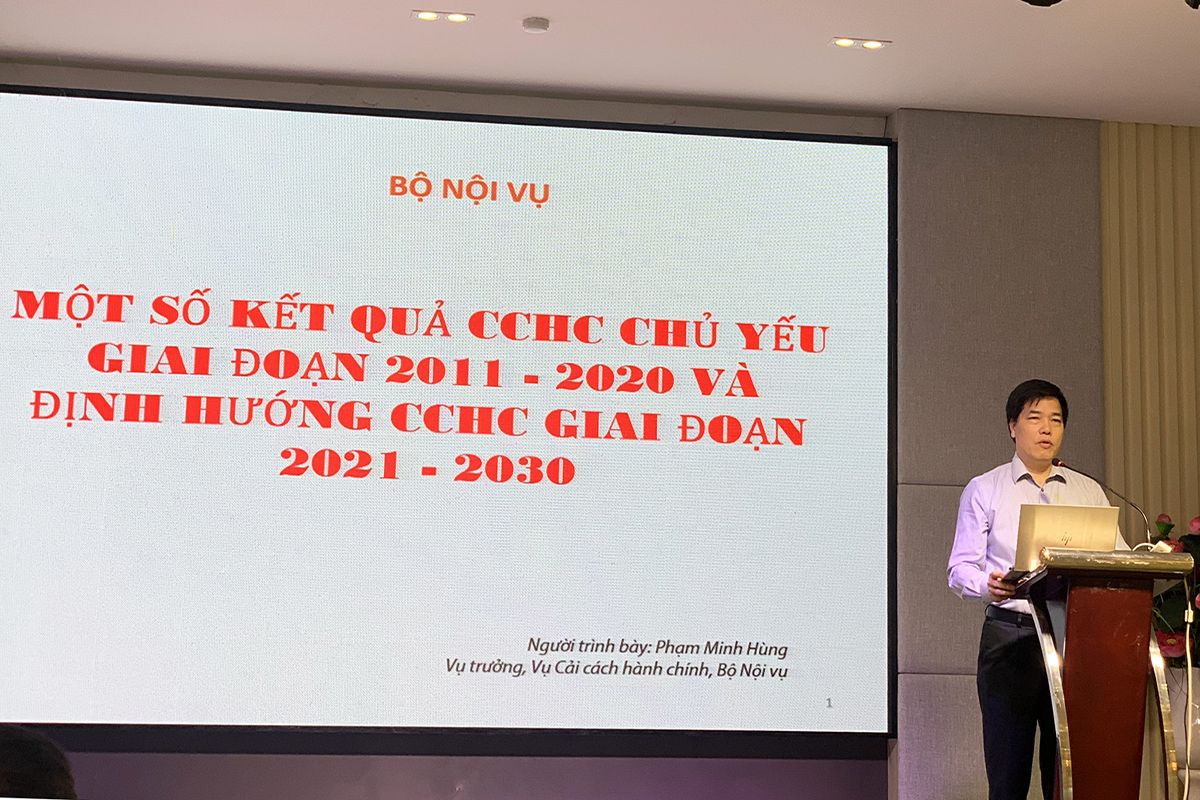 BỘ NỘI VỤ
MỘT SỐ KẾT QUẢ CCHC CHỦ YẾU
GIAI ĐOẠN 2011 - 2020 VÀ
ĐỊNH HƯỚNG CCHC GIAI ĐOẠN
2021 - 2030
Người trình bày: Phạm Minh Hùng
Vụ trưởng, Vụ Cải cách hành chính, Bộ Nội vụ
1
hp